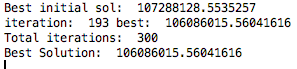 Best initial sol:  107288128.5535257
iteration:  193 best:  106086015.56041616
Total iterations:  300
Best Solution:  106086015.56041616